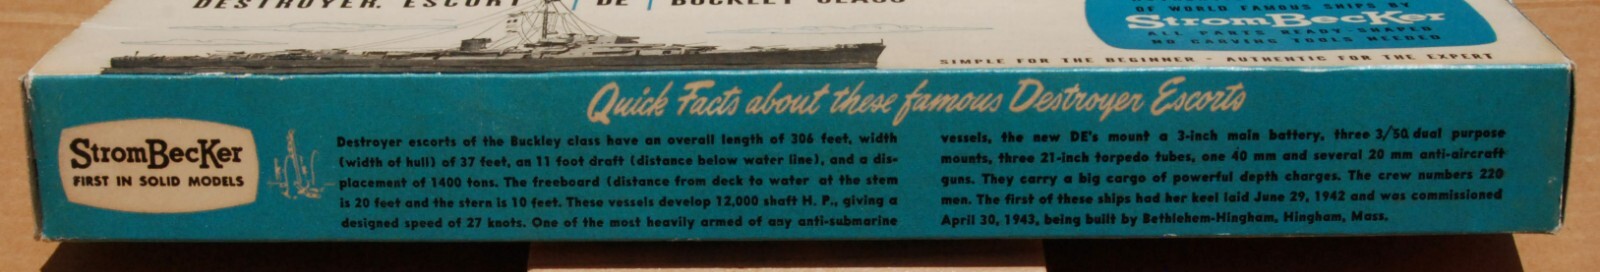 DESTROYER, ESCORT DE BUCKLEY CLASS
OF WORLD FAMOUS SHIPS BY
StromBecKer
ALL PARTS READY-SHAPED
NO CARVING TOOLS NEEDED
SIMPLE FOR THE BEGINNER - AUTHENTIC FOR THE EXPERT
Quick Facts about these famous Destroyer Escorts
StromBecKer
FIRST IN SOLID MODELS
Destroyer escorts of the Buckley class have an overall length of 306 feet, width
(width of hull) of 37 feet, an 11 foot draft (distance below water line), and a dis-
placement of 1400 tons. The freeboard (distance from deck to water at the stem
is 20 feet and the stern is 10 feet. These vessels develop 12,000 shaft H. P., giving a
designed speed of 27 knots. One of the most heavily armed of any anti-submarine
vessels, the new DE's mount a 3-inch main battery, three 3/50 dual purpose
mounts, three 21-inch torpedo tubes, one 40 mm and several 20 mm anti-aircraft
guns. They carry a big cargo of powerful depth charges. The crew numbers 220
men. The first of these ships had her keel laid June 29, 1942 and was commissioned
April 30, 1943, being built by Bethlehem-Hingham, Hingham, Mass.